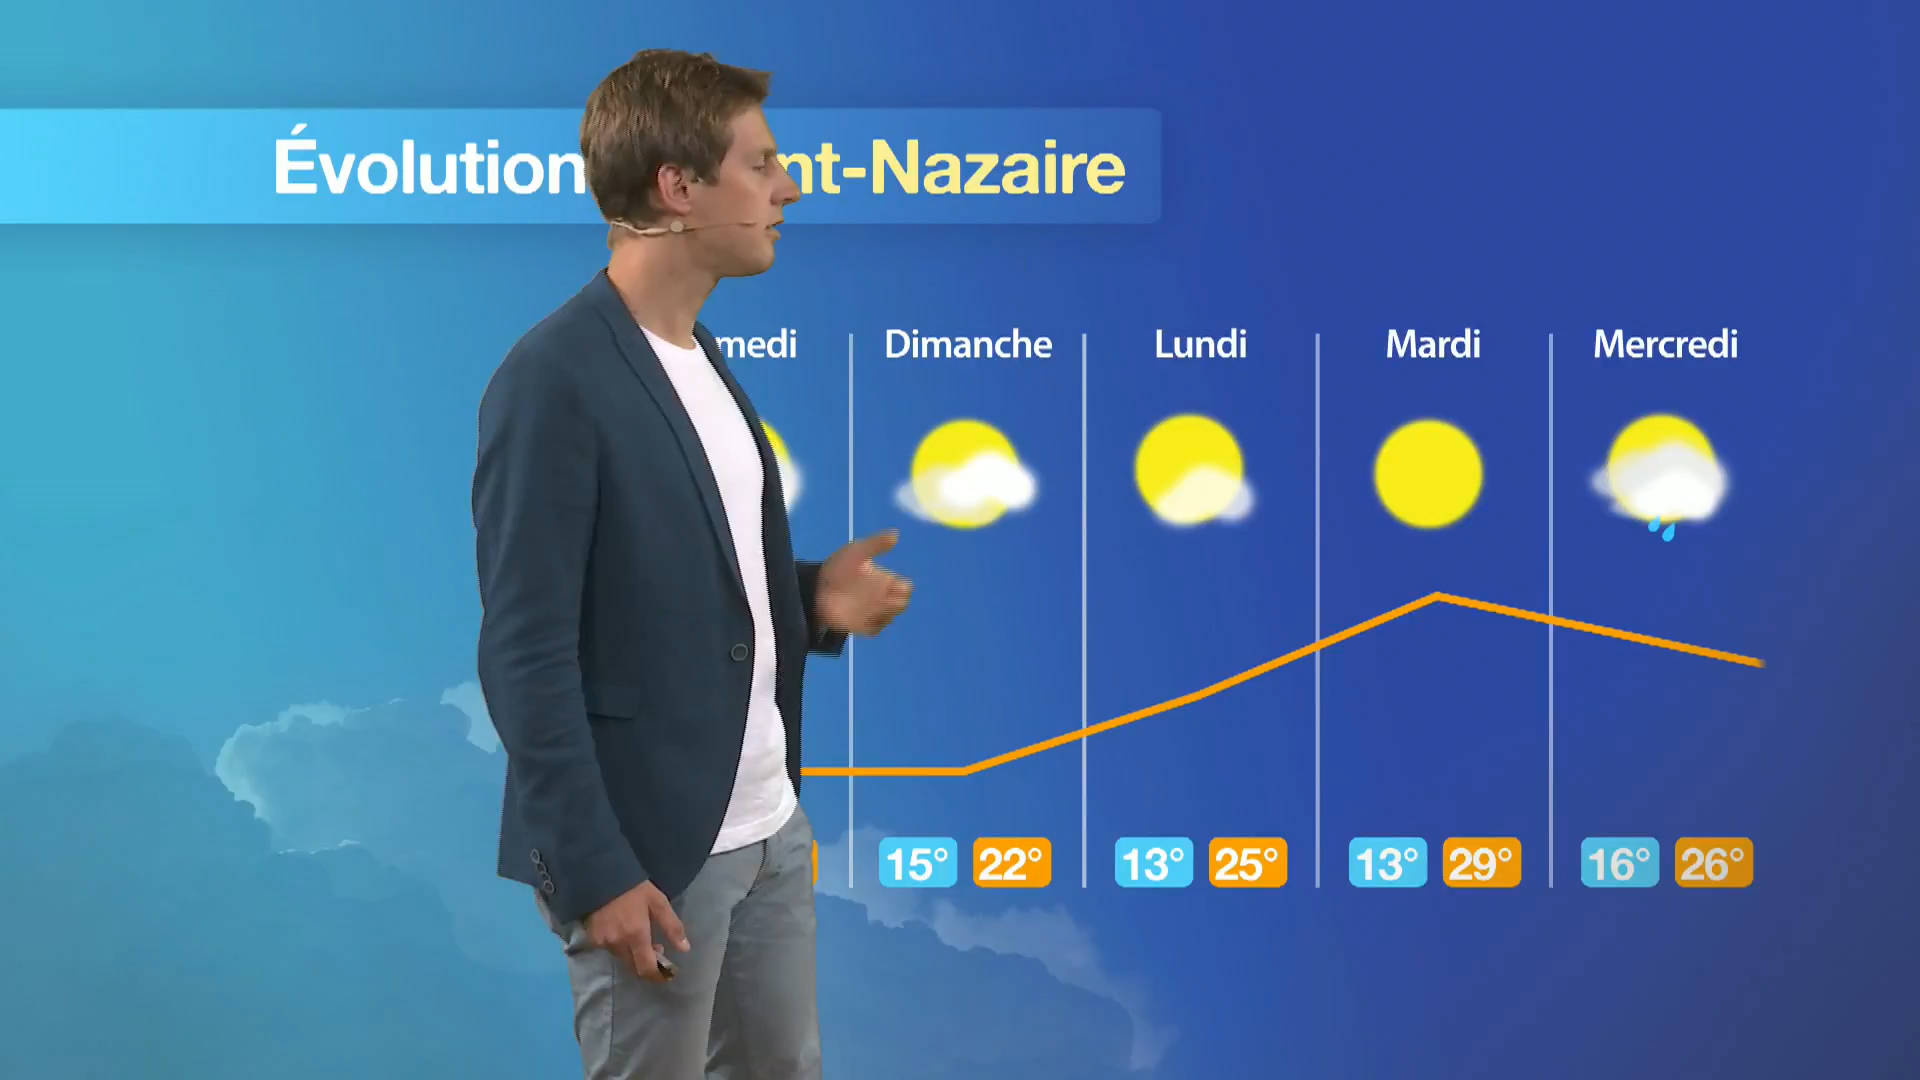 Évolution nt-Nazaire
medi Dimanche Lundi Mardi Mercredi
15° 22° 13° 25° 13° 29° 16° 26°